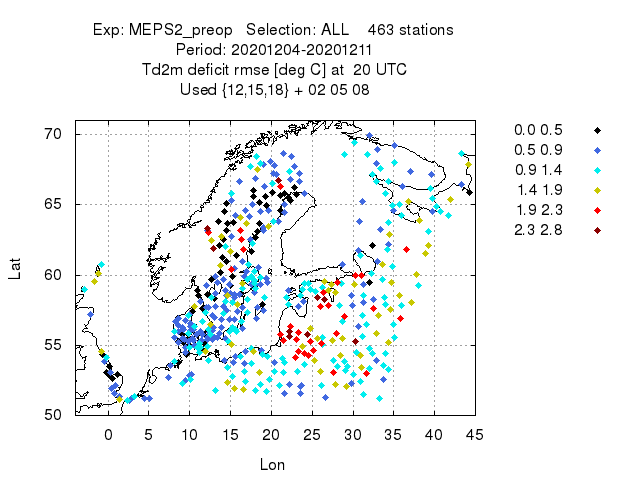 Exp: MEPS2_preop   Selection: ALL    463 stations
Period: 20201204-20201211
Td2m deficit rmse [deg C] at  20 UTC
Used {12,15,18} + 02 05 08
0.0 0.5
0.5 0.9
0.9 1.4
1.4 1.9
1.9 2.3
2.3 2.8
70
65
60
55
50
Lat
0 5 10 15 20 25 30 35 40 45
Lon